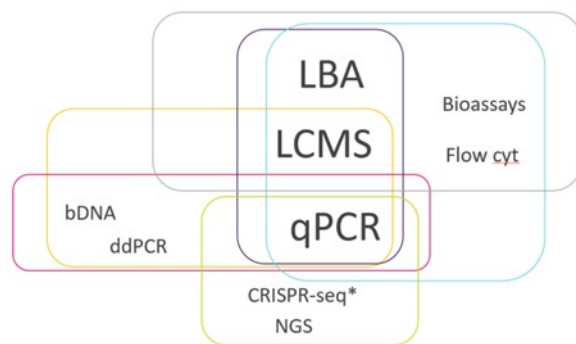 LBA
Bioassays
LCMS
Flow cyt
bDNA
qPCR
ddPCR
CRISPR-seq*
NGS